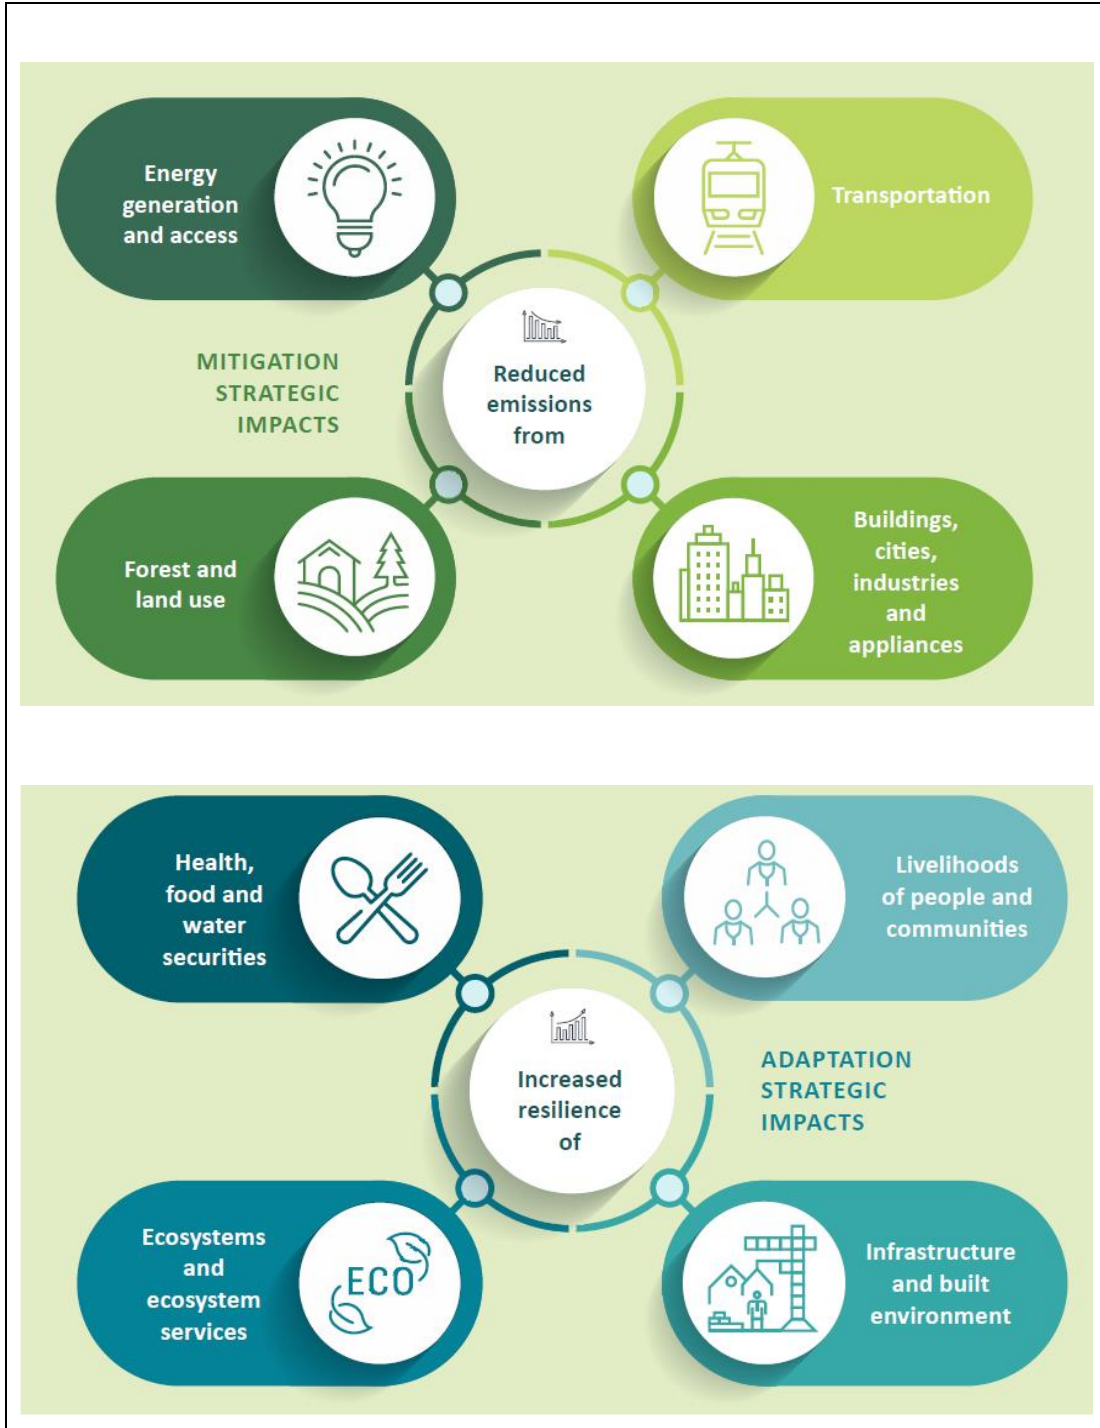 Energy
generation
and access
Transportation
MITIGATION
STRATEGIC
IMPACTS
Reduced
emissions
from
Forest and
land use
Buildings,
cities,
industries
and
appliances
Health,
food and
water
securities
Livelihoods
of people and
communities
Increased
resilience
of
ADAPTATION
STRATEGIC
IMPACTS
Ecosystems
and
ecosystem
services
ECO
Infrastructure
and built
environment